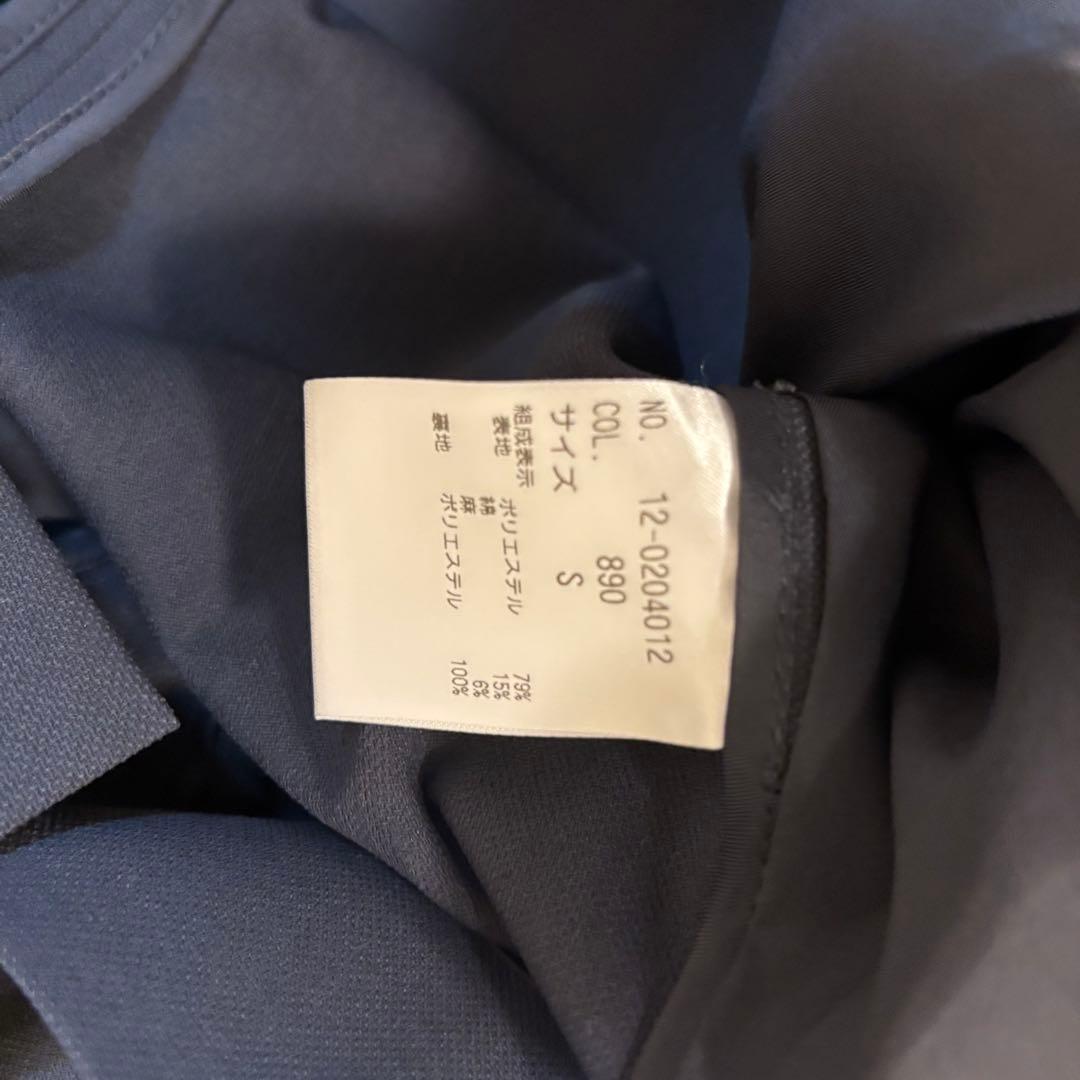 NO. 12-0204012
COL. 890
サイズ S
組成表示
表地 ポリエステル 79%
綿 15%
麻 6%
裏地 ポリエステル 100%